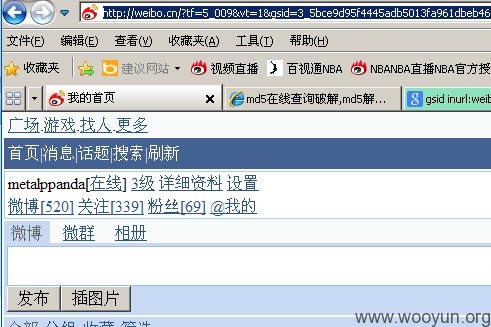 http://weibo.cn/?tf=5_009&vt=1&gsid=3_5bce9d95f4445adb5013fa961dbeb46
文件(F) 编辑(E) 查看(V) 收藏夹(A) 工具(T) 帮助(H)
收藏夹 建议网站 视频直播 百视通NBA NBANBA直播NBA官方授
我的首页 md5在线查询破解,md5解... gsid inurl:weib
广场.游戏.找人.更多
首页|消息|话题|搜索|刷新
metalppanda[在线] 3级 详细资料 设置
微博[520] 关注[339] 粉丝[69] @我的
微博 微群 相册
发布 插图片
www.wooyun.org